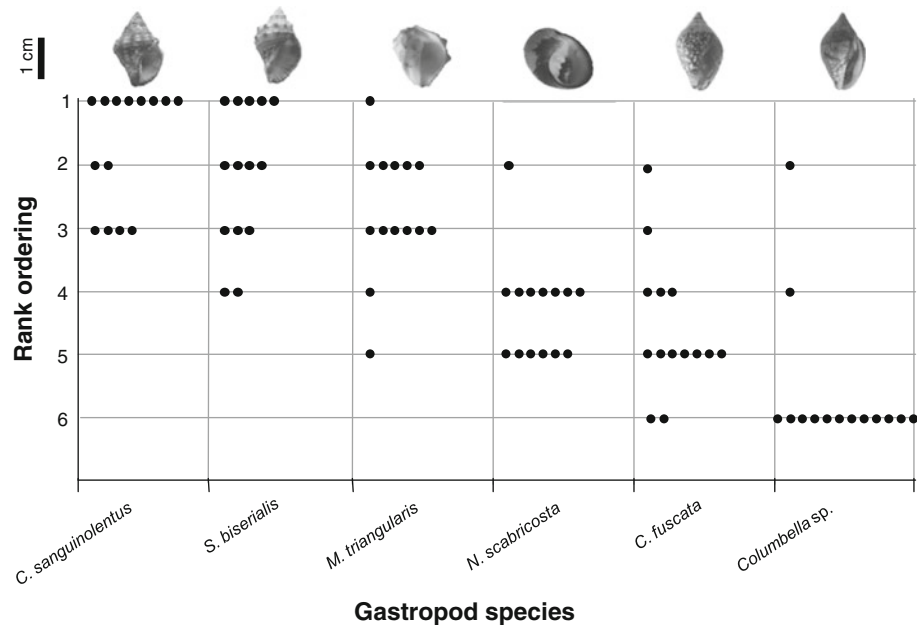 1 cm
Rank ordering
1
2
3
4
5
6
C. sanguinolentus
S. biserialis
M. triangularis
N. scabricosta
C. fuscata
Columbella sp.
Gastropod species